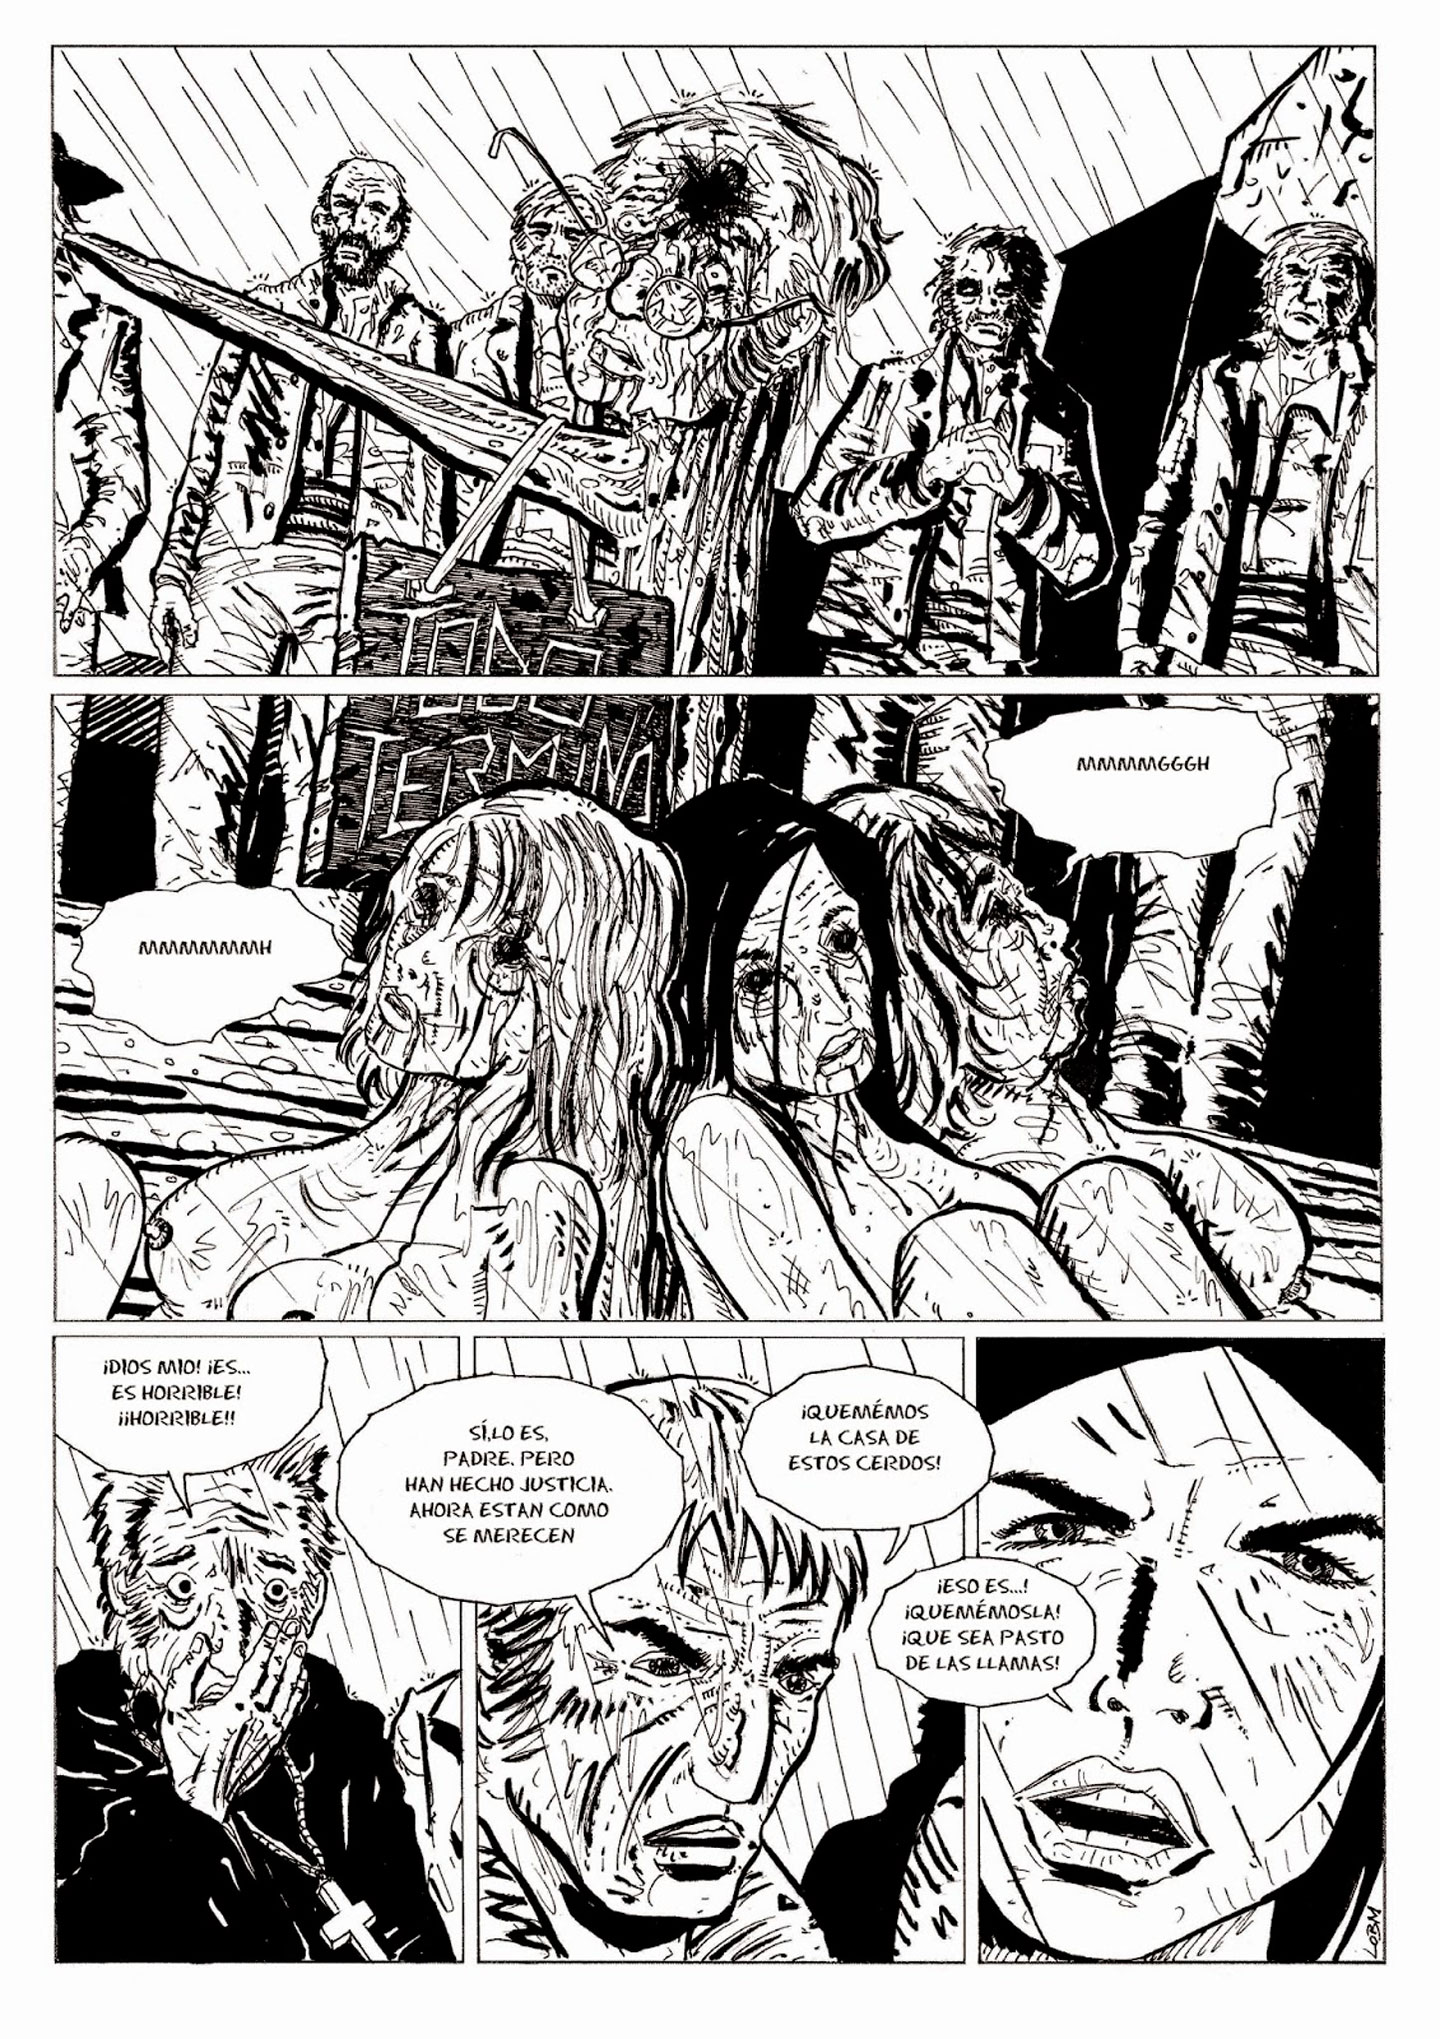 TODO
TODO
TERMINÓ
MMMMMGGGH
MMMMMMMH
¡DIOS MIO! ¡ES...
ES HORRIBLE!
¡¡HORRIBLE!!
SÍ,LO ES,
PADRE. PERO
HAN HECHO JUSTICIA.
AHORA ESTAN COMO
SE MERECEN
¡QUEMÉMOS
LA CASA DE
ESTOS CERDOS!
¡ESO ES...!
¡QUEMÉMOSLA!
¡QUE SEA PASTO
DE LAS LLAMAS!
LOBM